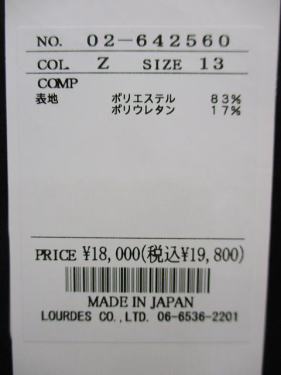 NO. 02-642560
COL. Z SIZE 13
COMP
表地 ポリエステル 83%
ポリウレタン 17%
PRICE ¥18,000(税込¥19,800)
MADE IN JAPAN
LOURDES CO.,LTD. 06-6536-2201